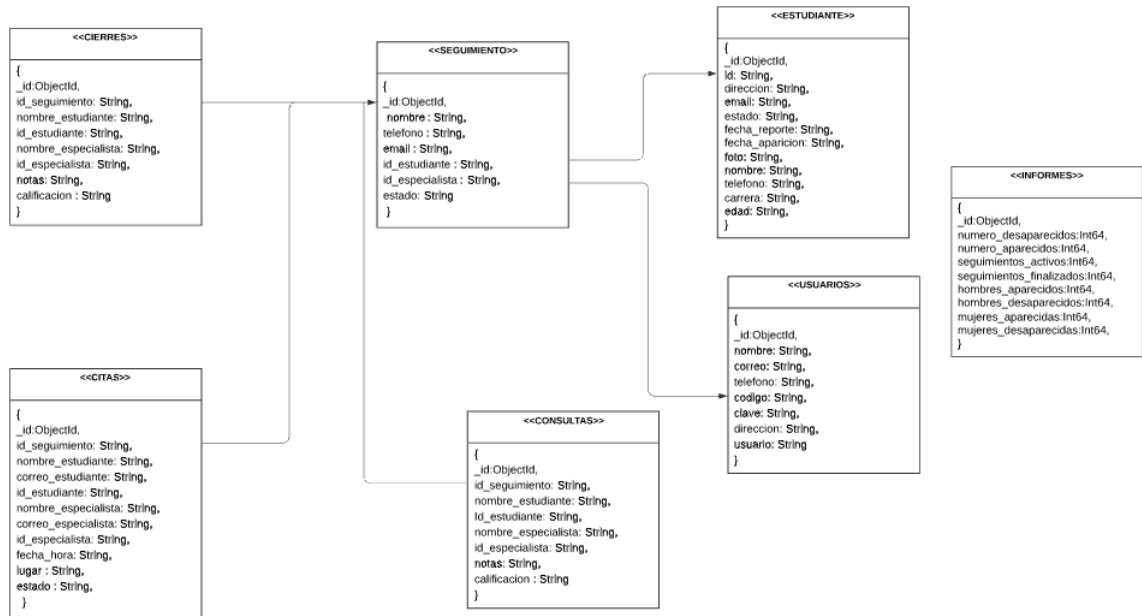 <<CIERRES>>
{
_id:ObjectId,
id_seguimiento: String,
nombre_estudiante: String,
id_estudiante: String,
nombre_especialista: String,
id_especialista: String,
notas: String,
calificacion : String
}
<<SEGUIMIENTO>>
{
_id:ObjectId,
nombre : String,
telefono : String,
email : String,
id_estudiante : String,
id_especialista : String,
estado: String
}
<<ESTUDIANTE>>
{
_id:ObjectId,
Id: String,
direccion: String,
email: String,
estado: String,
fecha_reporte: String,
fecha_aparicion: String,
foto: String,
nombre: String,
telefono: String,
carrera: String,
edad: String,
}
<<INFORMES>>
{
_id:ObjectId,
numero_desaparecidos:Int64,
numero_aparecidos:Int64,
seguimientos_activos:Int64,
seguimientos_finalizados:Int64,
hombres_aparecidos:Int64,
hombres_desaparecidos:Int64,
mujeres_aparecidas:Int64,
mujeres_desaparecidas:Int64,
}
<<USUARIOS>>
{
_id:ObjectId,
nombre: String,
correo: String,
telefono: String,
codigo: String,
clave: String,
direccion: String,
usuario: String
}
<<CITAS>>
{
_id:ObjectId,
id_seguimiento: String,
nombre_estudiante: String,
correo_estudiante: String,
id_estudiante: String,
nombre_especialista: String,
correo_especialista: String,
id_especialista: String,
fecha_hora: String,
lugar : String,
estado : String,
}
<<CONSULTAS>>
{
_id:ObjectId,
id_seguimiento: String,
nombre_estudiante: String,
Id_estudiante: String,
nombre_especialista: String,
id_especialista: String,
notas: String,
calificacion : String
}